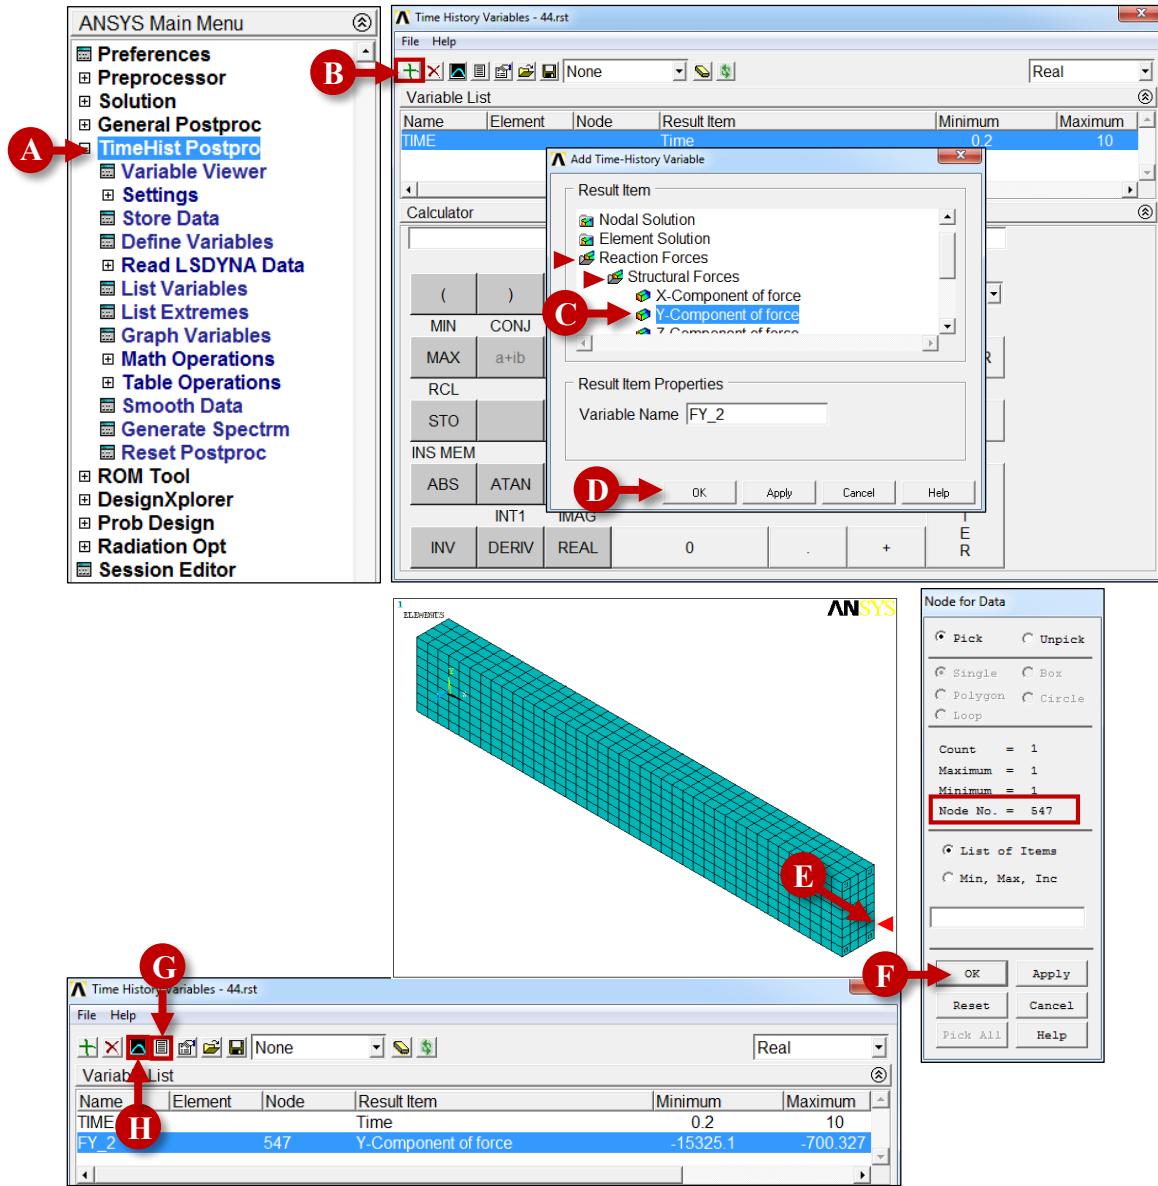 ANSYS Main Menu
Preferences
Preprocessor
Solution
General Postproc
A
TimeHist Postpro
Variable Viewer
Settings
Store Data
Define Variables
Read LSDYNA Data
List Variables
List Extremes
Graph Variables
Math Operations
Table Operations
Smooth Data
Generate Spectrm
Reset Postproc
ROM Tool
DesignXplorer
Prob Design
Radiation Opt
Session Editor
Time History Variables - 44.rst
File Help
B
None
Real
Variable List
Name Element Node Result Item Minimum Maximum
TIME Time 0.2 10
Calculator
Add Time-History Variable
Result Item
Nodal Solution
Element Solution
Reaction Forces
Structural Forces
X-Component of force
C
Y-Component of force
Z-Component of force
Result Item Properties
Variable Name FY_2
D
OK Apply Cancel Help
( )
MIN CONJ
MAX a+ib
RCL
STO
INS MEM
ABS ATAN
INT1 IMAG
INV DERIV REAL 0 . +
E
R
1
ELEMENTS
ANSYS
E
Node for Data
Pick Unpick
Single Box
Polygon Circle
Loop
Count = 1
Maximum = 1
Minimum = 1
Node No. = 547
List of Items
Min, Max, Inc
F
OK Apply
Reset Cancel
Pick All Help
G
Time History Variables - 44.rst
File Help
None
Real
Variable List
Name Element Node Result Item Minimum Maximum
TIME Time 0.2 10
H
FY_2 547 Y-Component of force -15325.1 -700.327